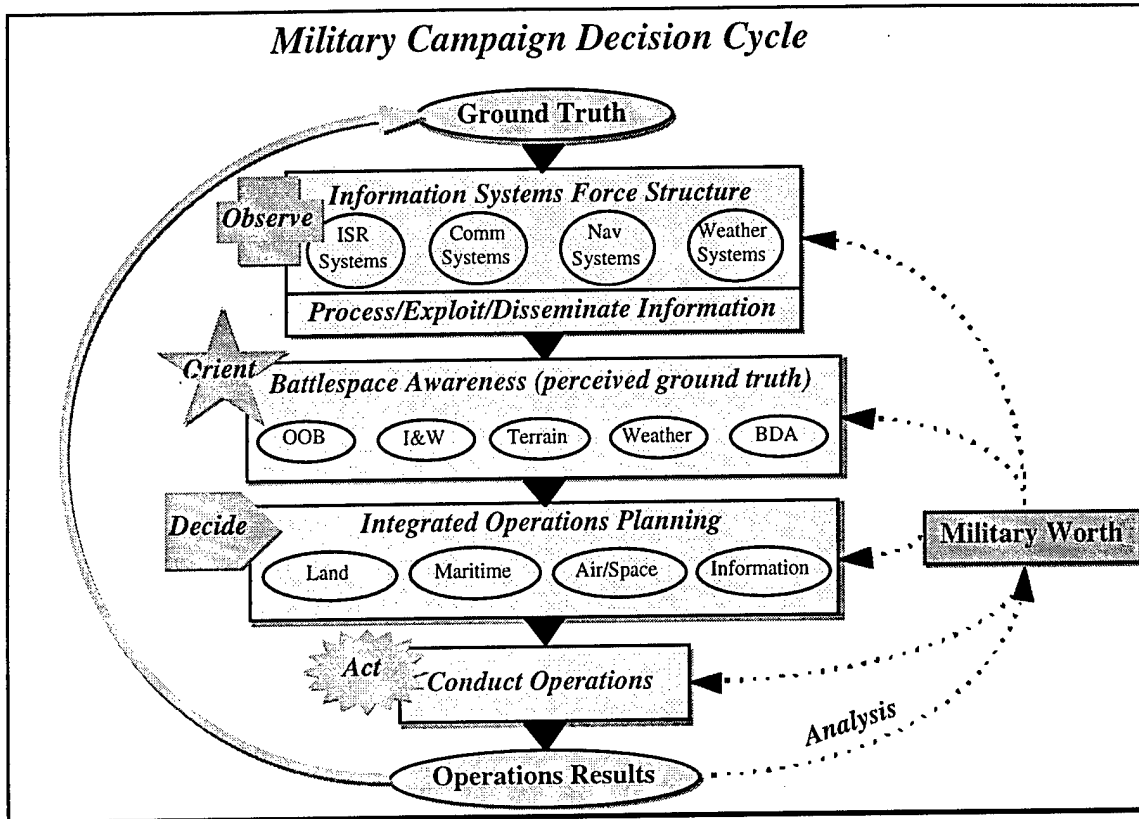 Military Campaign Decision Cycle
Ground Truth
Information Systems Force Structure
Observe
ISR
Systems
Comm
Systems
Nav
Systems
Weather
Systems
Process/Exploit/Disseminate Information
Orient
Battlespace Awareness (perceived ground truth)
OOB
I&W
Terrain
Weather
BDA
Decide
Integrated Operations Planning
Land
Maritime
Air/Space
Information
Military Worth
Act
Conduct Operations
Analysis
Operations Results